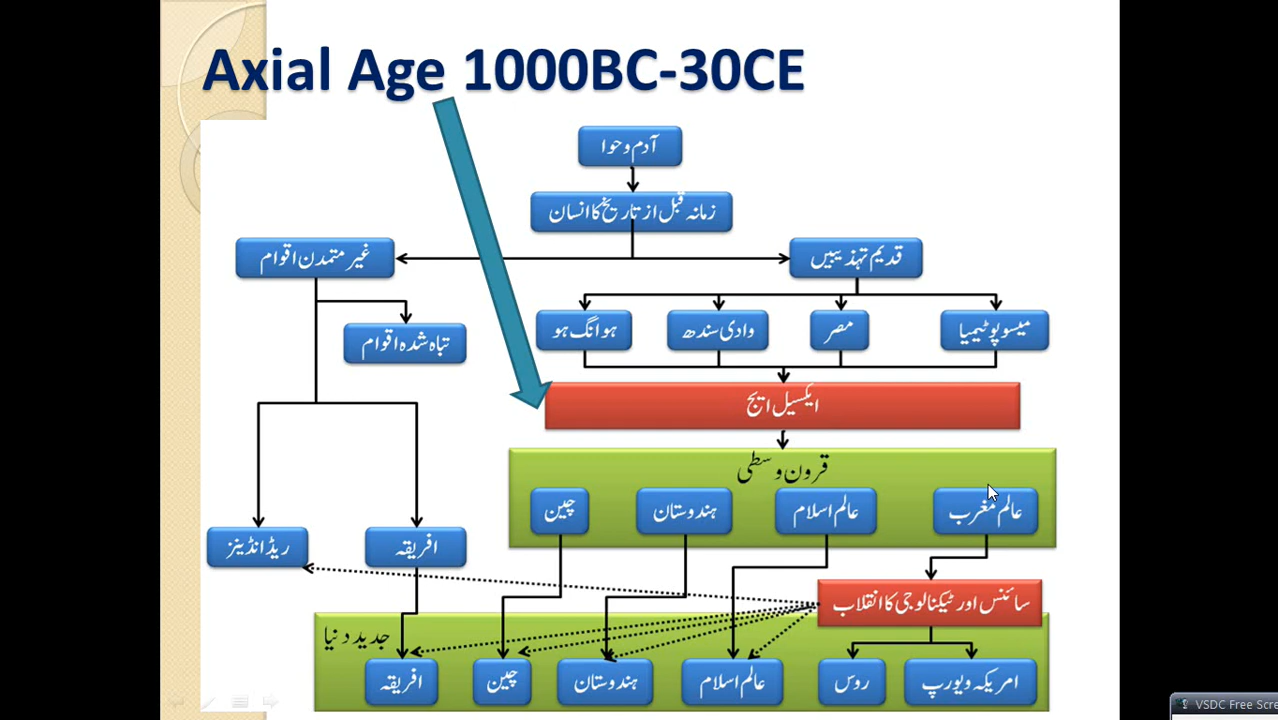 Axial Age 1000BC-30CE
آدم و حوا
زمانہ قبل از تاریخ کا انسان
غیر متمدن اقوام
قدیم تہذیبیں
تباہ شدہ اقوام
ہوانگ ہو
وادی سندھ
مصر
میسوپوٹیمیا
ایکسیل ایج
قرون وسطی
چین
ہندوستان
عالم اسلام
عالم مغرب
ریڈ انڈینز
افریقہ
سائنس اور ٹیکنالوجی کا انقلاب
جدید دنیا
افریقہ
چین
ہندوستان
عالم اسلام
روس
امریکہ و یورپ
VSDC Free Scre